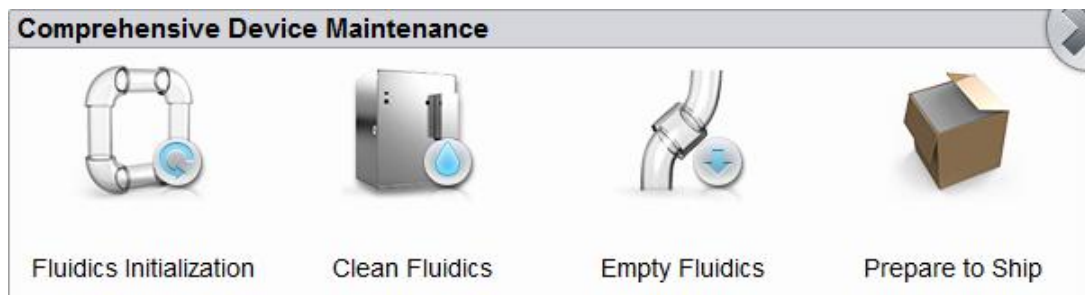 Comprehensive Device Maintenance
Fluidics Initialization
Clean Fluidics
Empty Fluidics
Prepare to Ship